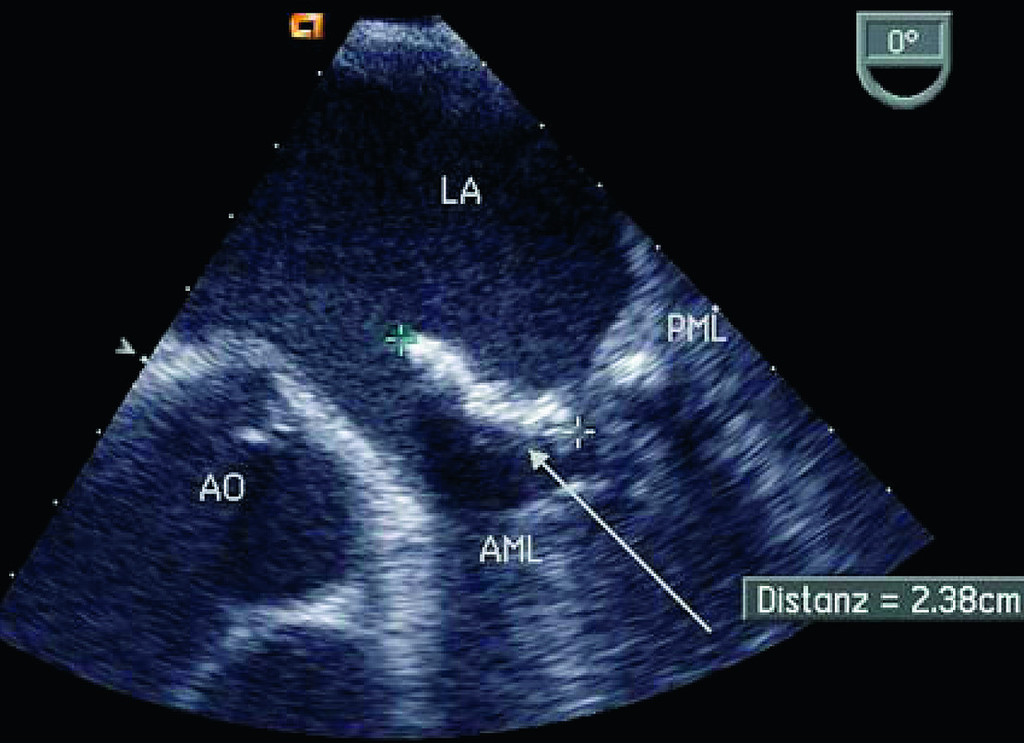 0°
LA
PML
AO
AML
Distanz = 2.38cm